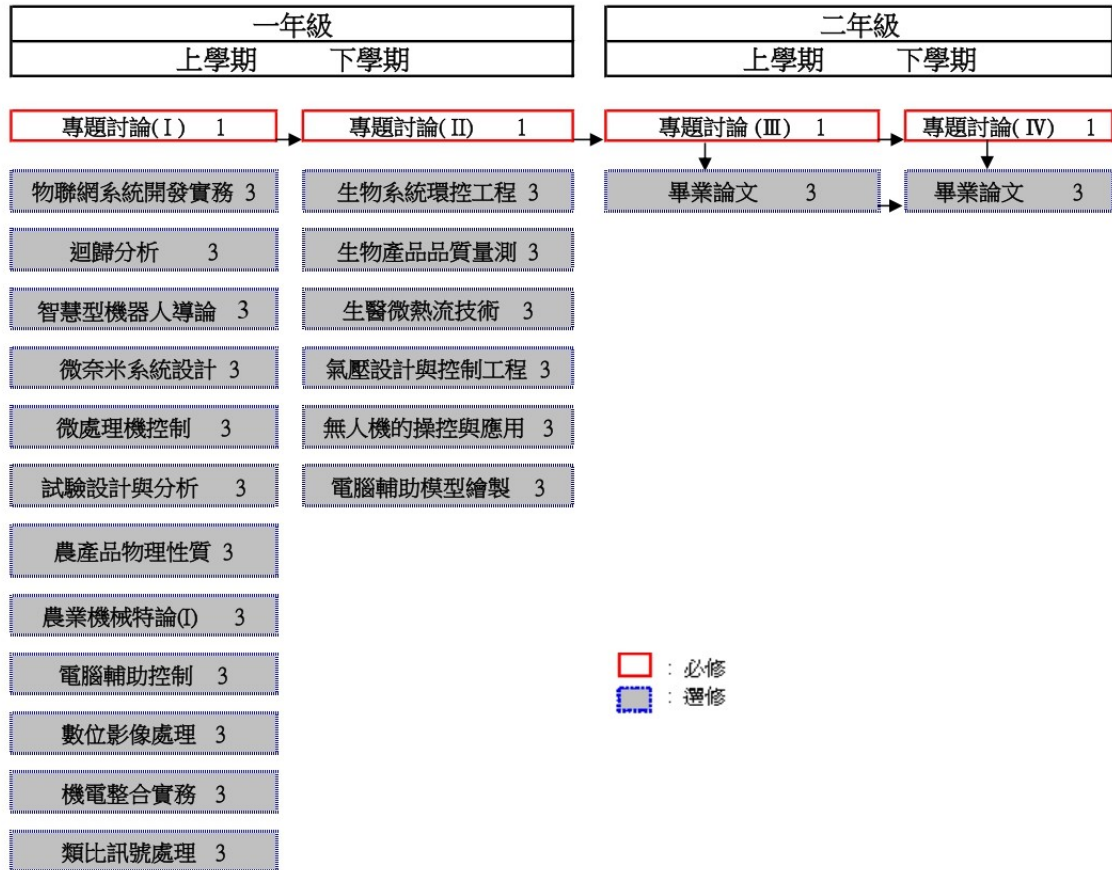 一年級
上學期 下學期
二年級
上學期 下學期
專題討論(I) 1
專題討論(II) 1
專題討論 (III) 1
專題討論(IV) 1
物聯網系統開發實務 3
生物系統環控工程 3
畢業論文 3
畢業論文 3
迴歸分析 3
生物產品品質量測 3
智慧型機器人導論 3
生醫微熱流技術 3
微奈米系統設計 3
氣壓設計與控制工程 3
微處理機控制 3
無人機的操控與應用 3
試驗設計與分析 3
電腦輔助模型繪製 3
農產品物理性質 3
農業機械特論(I) 3
電腦輔助控制 3
數位影像處理 3
機電整合實務 3
類比訊號處理 3
: 必修
: 選修